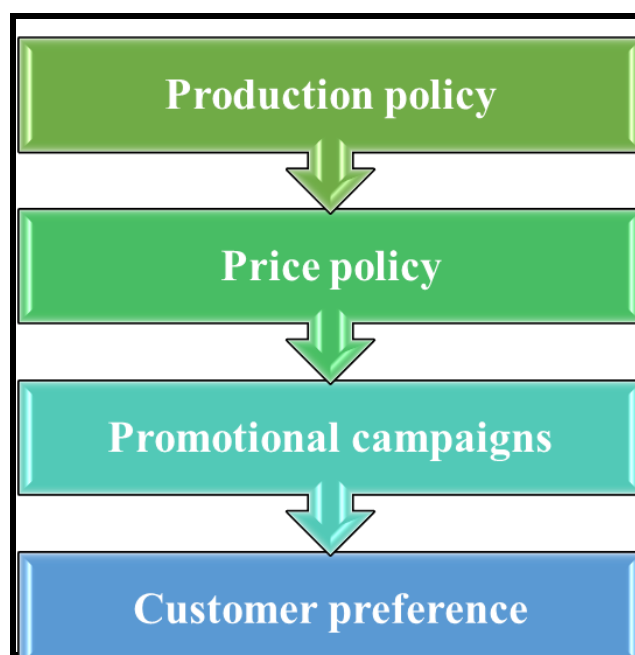 Production policy
Price policy
Promotional campaigns
Customer preference